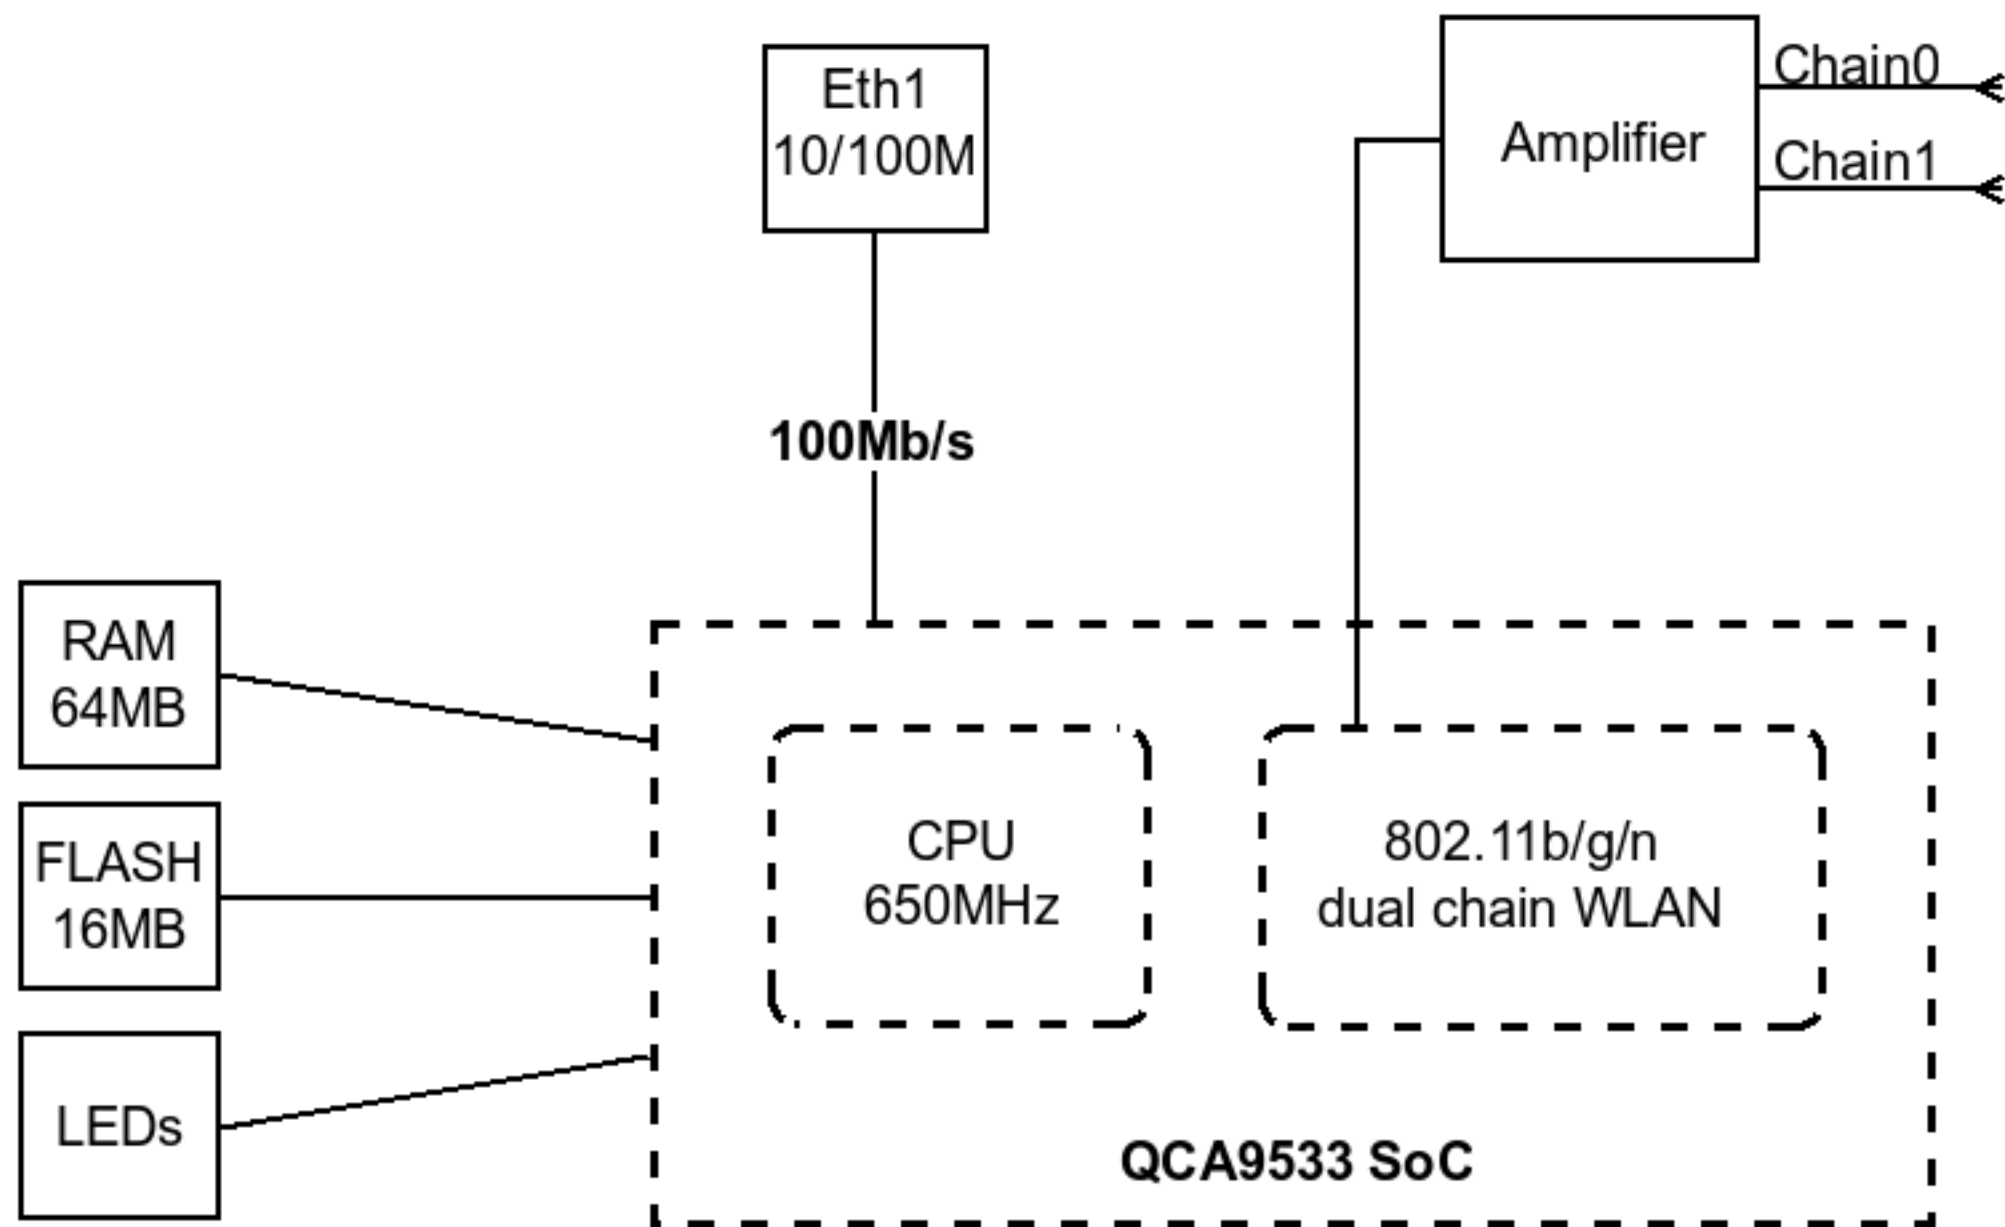 Eth1
10/100M
Amplifier
Chain0
Chain1
100Mb/s
RAM
64MB
FLASH
16MB
LEDs
CPU
650MHz
802.11b/g/n
dual chain WLAN
QCA9533 SoC